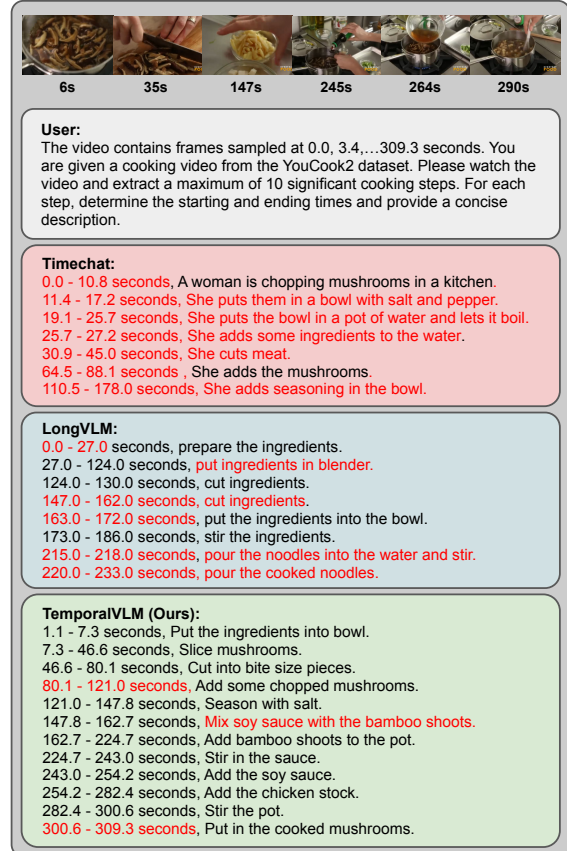 6s 35s 147s 245s 264s 290s
User:
The video contains frames sampled at 0.0, 3.4,…309.3 seconds. You
are given a cooking video from the YouCook2 dataset. Please watch the
video and extract a maximum of 10 significant cooking steps. For each
step, determine the starting and ending times and provide a concise
description.
Timechat:
0.0 - 10.8 seconds, A woman is chopping mushrooms in a kitchen.
11.4 - 17.2 seconds, She puts them in a bowl with salt and pepper.
19.1 - 25.7 seconds, She puts the bowl in a pot of water and lets it boil.
25.7 - 27.2 seconds, She adds some ingredients to the water.
30.9 - 45.0 seconds, She cuts meat.
64.5 - 88.1 seconds , She adds the mushrooms.
110.5 - 178.0 seconds, She adds seasoning in the bowl.
LongVLM:
0.0 - 27.0 seconds, prepare the ingredients.
27.0 - 124.0 seconds, put ingredients in blender.
124.0 - 130.0 seconds, cut ingredients.
147.0 - 162.0 seconds, cut ingredients.
163.0 - 172.0 seconds, put the ingredients into the bowl.
173.0 - 186.0 seconds, stir the ingredients.
215.0 - 218.0 seconds, pour the noodles into the water and stir.
220.0 - 233.0 seconds, pour the cooked noodles.
TemporalVLM (Ours):
1.1 - 7.3 seconds, Put the ingredients into bowl.
7.3 - 46.6 seconds, Slice mushrooms.
46.6 - 80.1 seconds, Cut into bite size pieces.
80.1 - 121.0 seconds, Add some chopped mushrooms.
121.0 - 147.8 seconds, Season with salt.
147.8 - 162.7 seconds, Mix soy sauce with the bamboo shoots.
162.7 - 224.7 seconds, Add bamboo shoots to the pot.
224.7 - 243.0 seconds, Stir in the sauce.
243.0 - 254.2 seconds, Add the soy sauce.
254.2 - 282.4 seconds, Add the chicken stock.
282.4 - 300.6 seconds, Stir the pot.
300.6 - 309.3 seconds, Put in the cooked mushrooms.